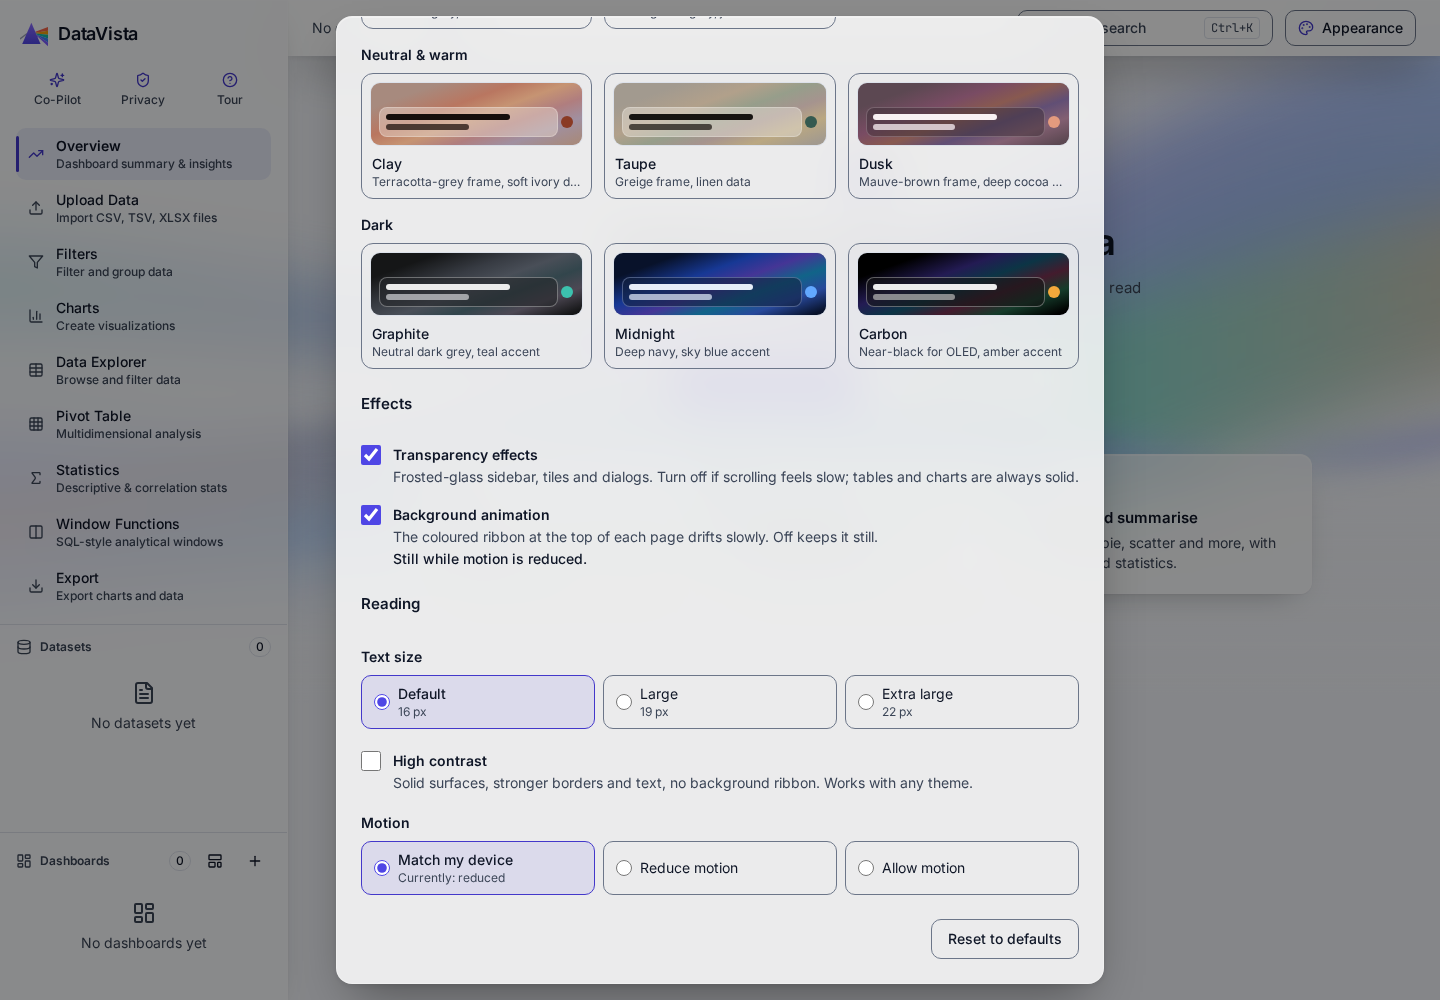 DataVista
Co-Pilot
Privacy
Tour
Overview
Dashboard summary & insights
Upload Data
Import CSV, TSV, XLSX files
Filters
Filter and group data
Charts
Create visualizations
Data Explorer
Browse and filter data
Pivot Table
Multidimensional analysis
Statistics
Descriptive & correlation stats
Window Functions
SQL-style analytical windows
Export
Export charts and data
Datasets
0
No datasets yet
Dashboards
0
No dashboards yet
No
search
Ctrl+K
Appearance
a
read
d summarise
pie, scatter and more, with
d statistics.
Neutral & warm
Clay
Terracotta-grey frame, soft ivory d...
Taupe
Greige frame, linen data
Dusk
Mauve-brown frame, deep cocoa ...
Dark
Graphite
Neutral dark grey, teal accent
Midnight
Deep navy, sky blue accent
Carbon
Near-black for OLED, amber accent
Effects
Transparency effects
Frosted-glass sidebar, tiles and dialogs. Turn off if scrolling feels slow; tables and charts are always solid.
Background animation
The coloured ribbon at the top of each page drifts slowly. Off keeps it still.
Still while motion is reduced.
Reading
Text size
Default
16 px
Large
19 px
Extra large
22 px
High contrast
Solid surfaces, stronger borders and text, no background ribbon. Works with any theme.
Motion
Match my device
Currently: reduced
Reduce motion
Allow motion
Reset to defaults